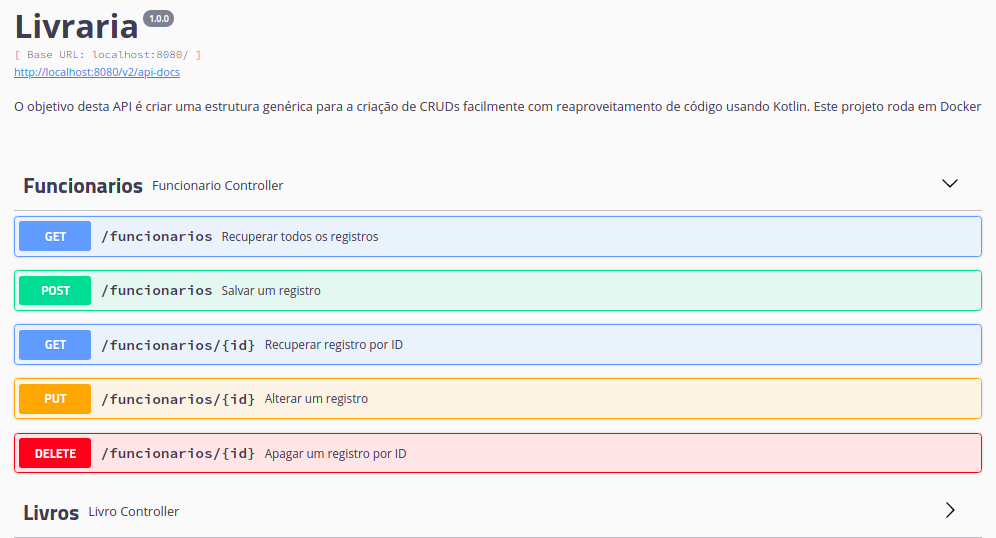 Livraria 1.0.0
[ Base URL: localhost:8080/ ]
http://localhost:8080/v2/api-docs
O objetivo desta API é criar uma estrutura genérica para a criação de CRUDs facilmente com reaproveitamento de código usando Kotlin. Este projeto roda em Docker
Funcionarios Funcionario Controller
GET /funcionarios Recuperar todos os registros
POST /funcionarios Salvar um registro
GET /funcionarios/{id} Recuperar registro por ID
PUT /funcionarios/{id} Alterar um registro
DELETE /funcionarios/{id} Apagar um registro por ID
Livros Livro Controller